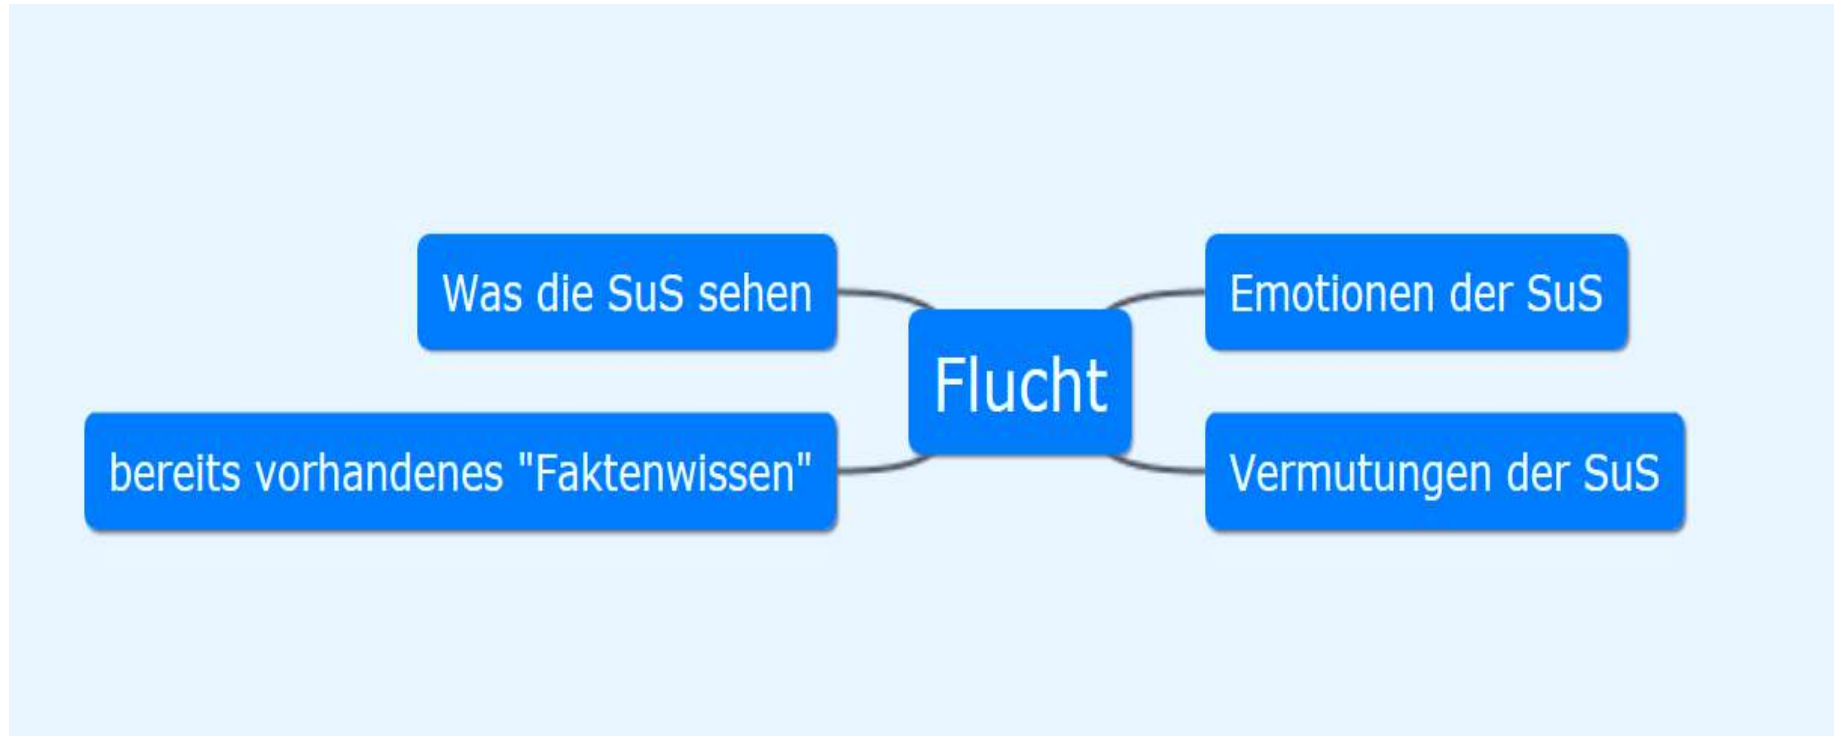 Was die SuS sehen
Emotionen der SuS
Flucht
bereits vorhandenes "Faktenwissen"
Vermutungen der SuS